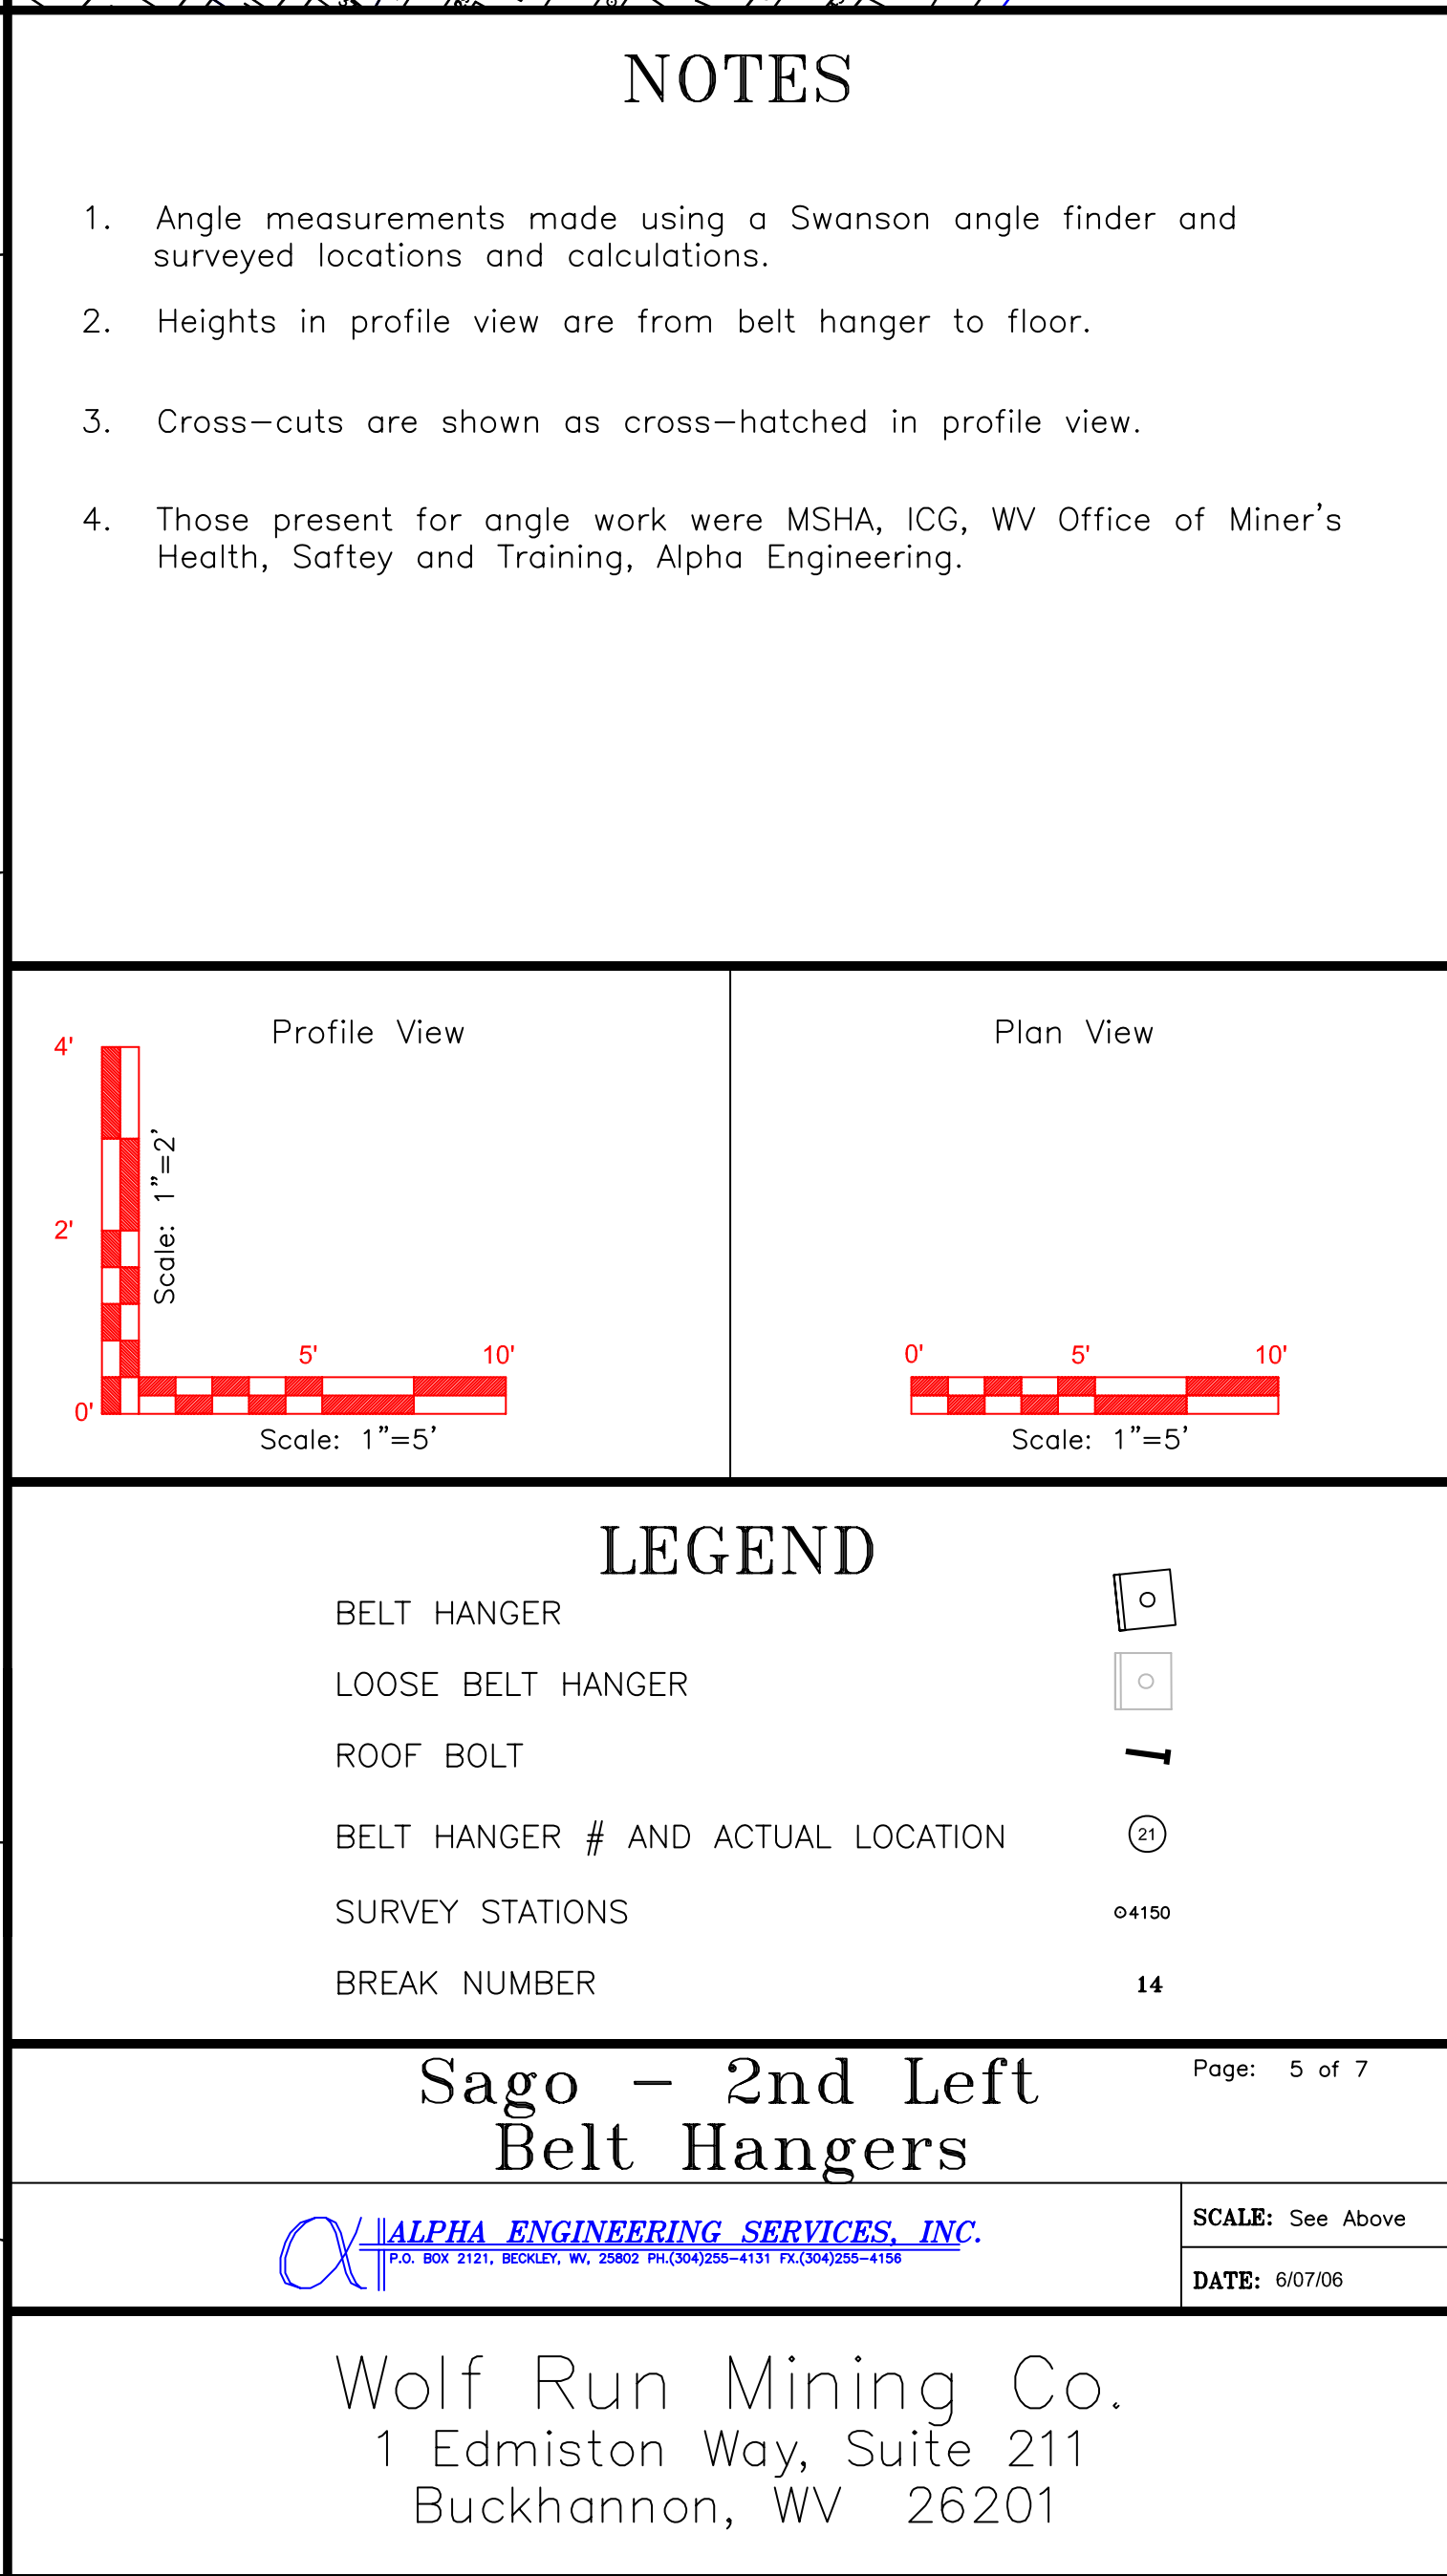 NOTES
1. Angle measurements made using a Swanson angle finder and
surveyed locations and calculations.
2. Heights in profile view are from belt hanger to floor.
3. Cross-cuts are shown as cross-hatched in profile view.
4. Those present for angle work were MSHA, ICG, WV Office of Miner's
Health, Saftey and Training, Alpha Engineering.
Profile View
4'
2'
0'
Scale: 1"=2'
5' 10'
Scale: 1"=5'
Plan View
0' 5' 10'
Scale: 1"=5'
LEGEND
BELT HANGER
LOOSE BELT HANGER
ROOF BOLT
BELT HANGER # AND ACTUAL LOCATION 21
SURVEY STATIONS 4150
BREAK NUMBER 14
Sago - 2nd Left
Belt Hangers
Page: 5 of 7
ALPHA ENGINEERING SERVICES, INC.
P.O. BOX 2121, BECKLEY, WV, 25802 PH.(304)255-4131 FX.(304)255-4156
SCALE: See Above
DATE: 6/07/06
Wolf Run Mining Co.
1 Edmiston Way, Suite 211
Buckhannon, WV 26201